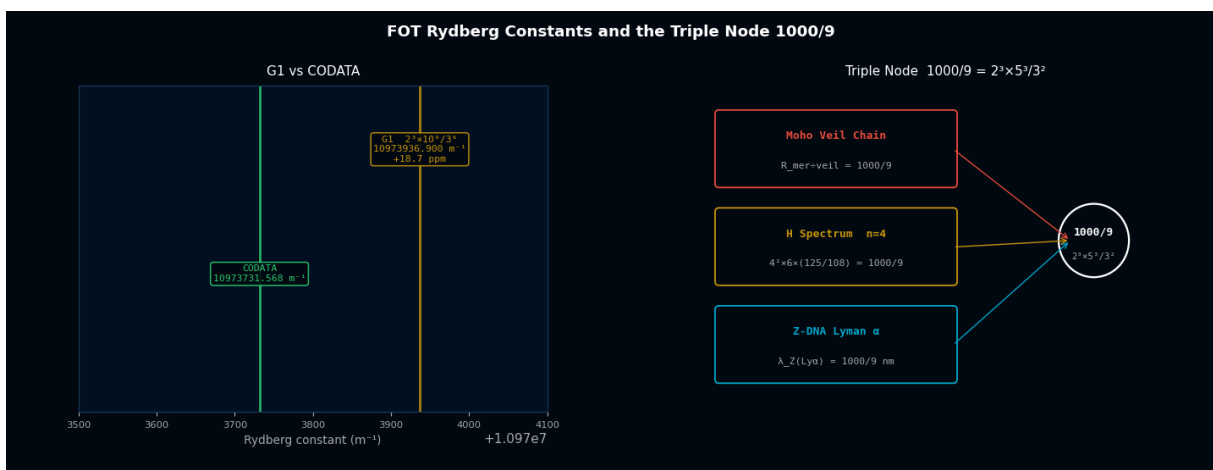 FOT Rydberg Constants and the Triple Node 1000/9
G1 vs CODATA
G1 2³×10⁹/3⁶
10973936.900 m⁻¹
+18.7 ppm
CODATA
10973731.568 m⁻¹
3500 3600 3700 3800 3900 4000 4100
Rydberg constant (m⁻¹)
+1.097e7
Triple Node 1000/9 = 2³×5³/3²
Moho Veil Chain
R_mer÷veil = 1000/9
H Spectrum n=4
4²×6×(125/108) = 1000/9
Z-DNA Lyman α
λ_Z(Lyα) = 1000/9 nm
1000/9
2³×5³/3²